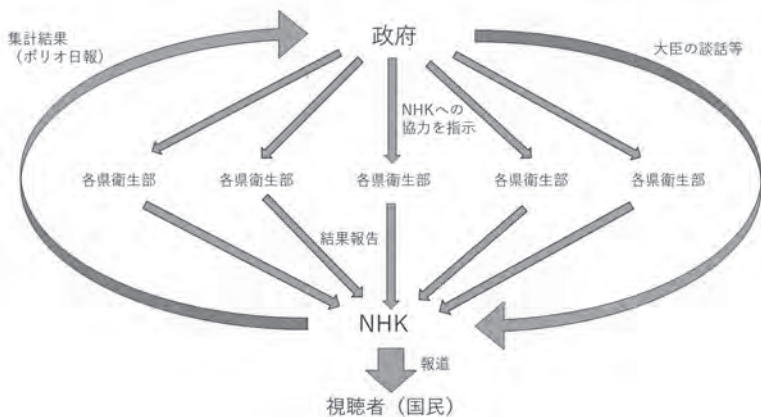 集計結果
（ポリオ日報）
政府
大臣の談話等
NHKへの
協力を指示
各県衛生部
各県衛生部
各県衛生部
各県衛生部
各県衛生部
結果報告
NHK
報道
視聴者（国民）